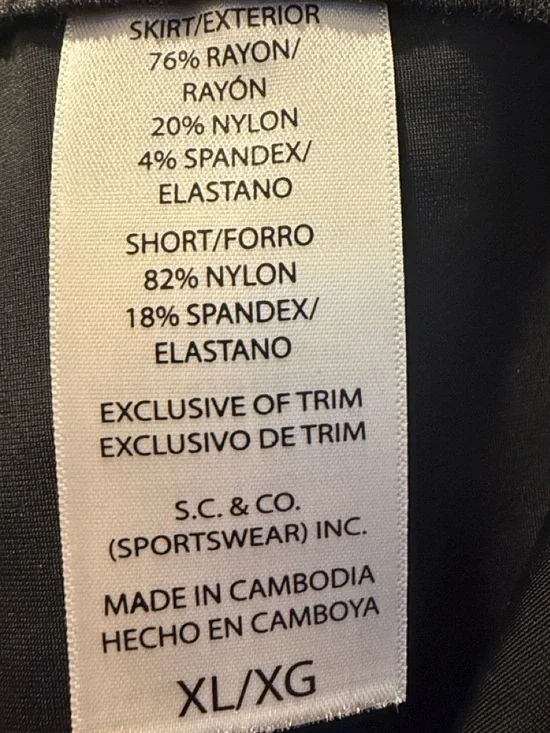 SKIRT/EXTERIOR
76% RAYON/
RAYÓN
20% NYLON
4% SPANDEX/
ELASTANO
SHORT/FORRO
82% NYLON
18% SPANDEX/
ELASTANO
EXCLUSIVE OF TRIM
EXCLUSIVO DE TRIM
S.C. & CO.
(SPORTSWEAR) INC.
MADE IN CAMBODIA
HECHO EN CAMBOYA
XL/XG